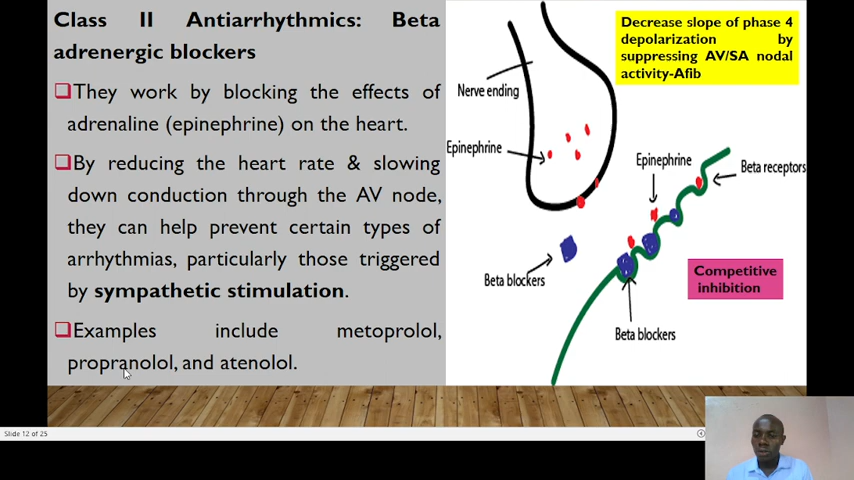 Class II Antiarrhythmics: Beta
adrenergic blockers
They work by blocking the effects of
adrenaline (epinephrine) on the heart.
By reducing the heart rate & slowing
down conduction through the AV node,
they can help prevent certain types of
arrhythmias, particularly those triggered
by sympathetic stimulation.
Examples include metoprolol,
propranolol, and atenolol.
Decrease slope of phase 4
depolarization by
suppressing AV/SA nodal
activity-Afib
Nerve ending
Epinephrine
Epinephrine
Beta receptors
Beta blockers
Competitive
inhibition
Beta blockers
Slide 12 of 25